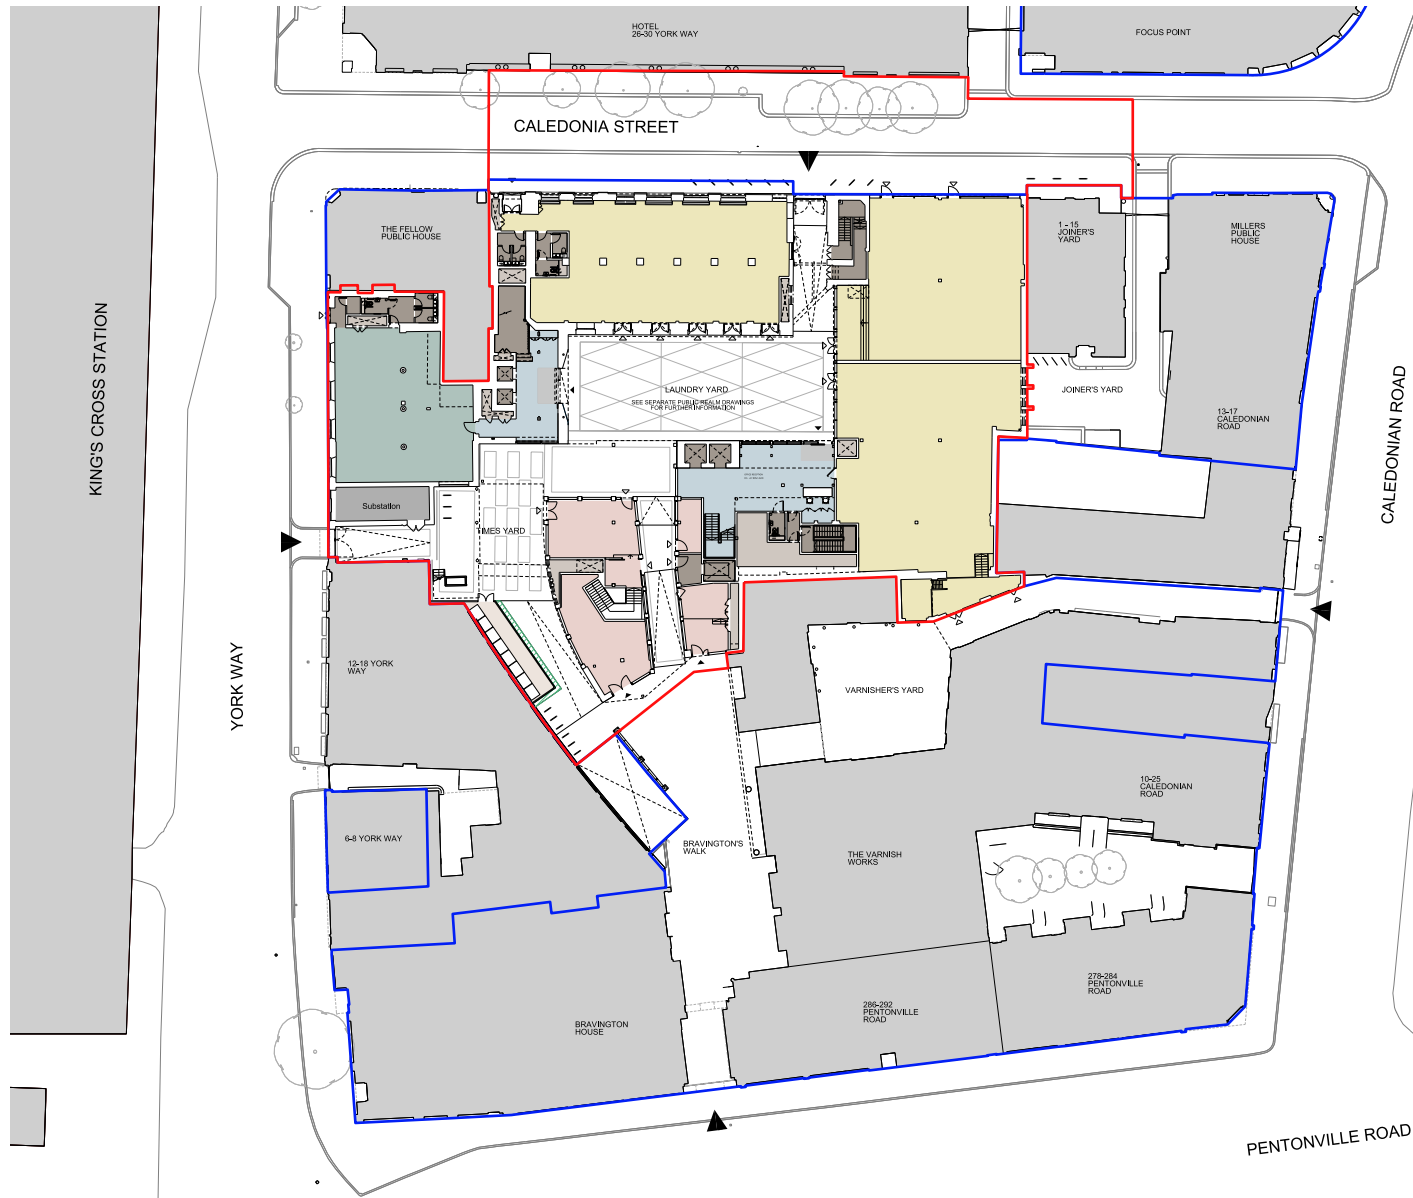 HOTEL
26-30 YORK WAY
FOCUS POINT
CALEDONIA STREET
THE FELLOW
PUBLIC HOUSE
1 - 15
JOINER'S
YARD
MILLERS
PUBLIC
HOUSE
KING'S CROSS STATION
LAUNDRY YARD
SEE SEPARATE PUBLIC REALM DRAWINGS
FOR FURTHER INFORMATION
JOINER'S YARD
13-17
CALEDONIAN
ROAD
CALEDONIAN ROAD
Substation
TIMES YARD
YORK WAY
12-18 YORK
WAY
VARNISHER'S YARD
10-25
CALEDONIAN
ROAD
6-8 YORK WAY
BRAVINGTON'S
WALK
THE VARNISH
WORKS
278-284
PENTONVILLE
ROAD
286-292
PENTONVILLE
ROAD
BRAVINGTON
HOUSE
PENTONVILLE ROAD